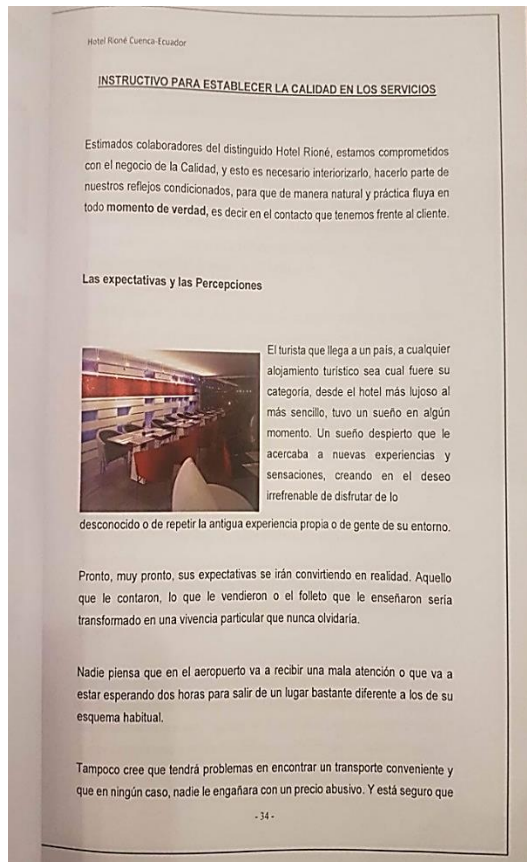 Hotel Rioné Cuenca-Ecuador
INSTRUCTIVO PARA ESTABLECER LA CALIDAD EN LOS SERVICIOS
Estimados colaboradores del distinguido Hotel Rioné, estamos comprometidos
con el negocio de la Calidad, y esto es necesario interiorizarlo, hacerlo parte de
nuestros reflejos condicionados, para que de manera natural y práctica fluya en
todo momento de verdad, es decir en el contacto que tenemos frente al cliente.
Las expectativas y las Percepciones
El turista que llega a un país, a cualquier
alojamiento turístico sea cual fuere su
categoría, desde el hotel más lujoso al
más sencillo, tuvo un sueño en algún
momento. Un sueño despierto que le
acercaba a nuevas experiencias y
sensaciones, creando en el deseo
irrefrenable de disfrutar de lo
desconocido o de repetir la antigua experiencia propia o de gente de su entorno.
Pronto, muy pronto, sus expectativas se irán convirtiendo en realidad. Aquello
que le contaron, lo que le vendieron o el folleto que le enseñaron sería
transformado en una vivencia particular que nunca olvidaría.
Nadie piensa que en el aeropuerto va a recibir una mala atención o que va a
estar esperando dos horas para salir de un lugar bastante diferente a los de su
esquema habitual.
Tampoco cree que tendrá problemas en encontrar un transporte conveniente y
que en ningún caso, nadie le engañara con un precio abusivo. Y está seguro que
- 34 -